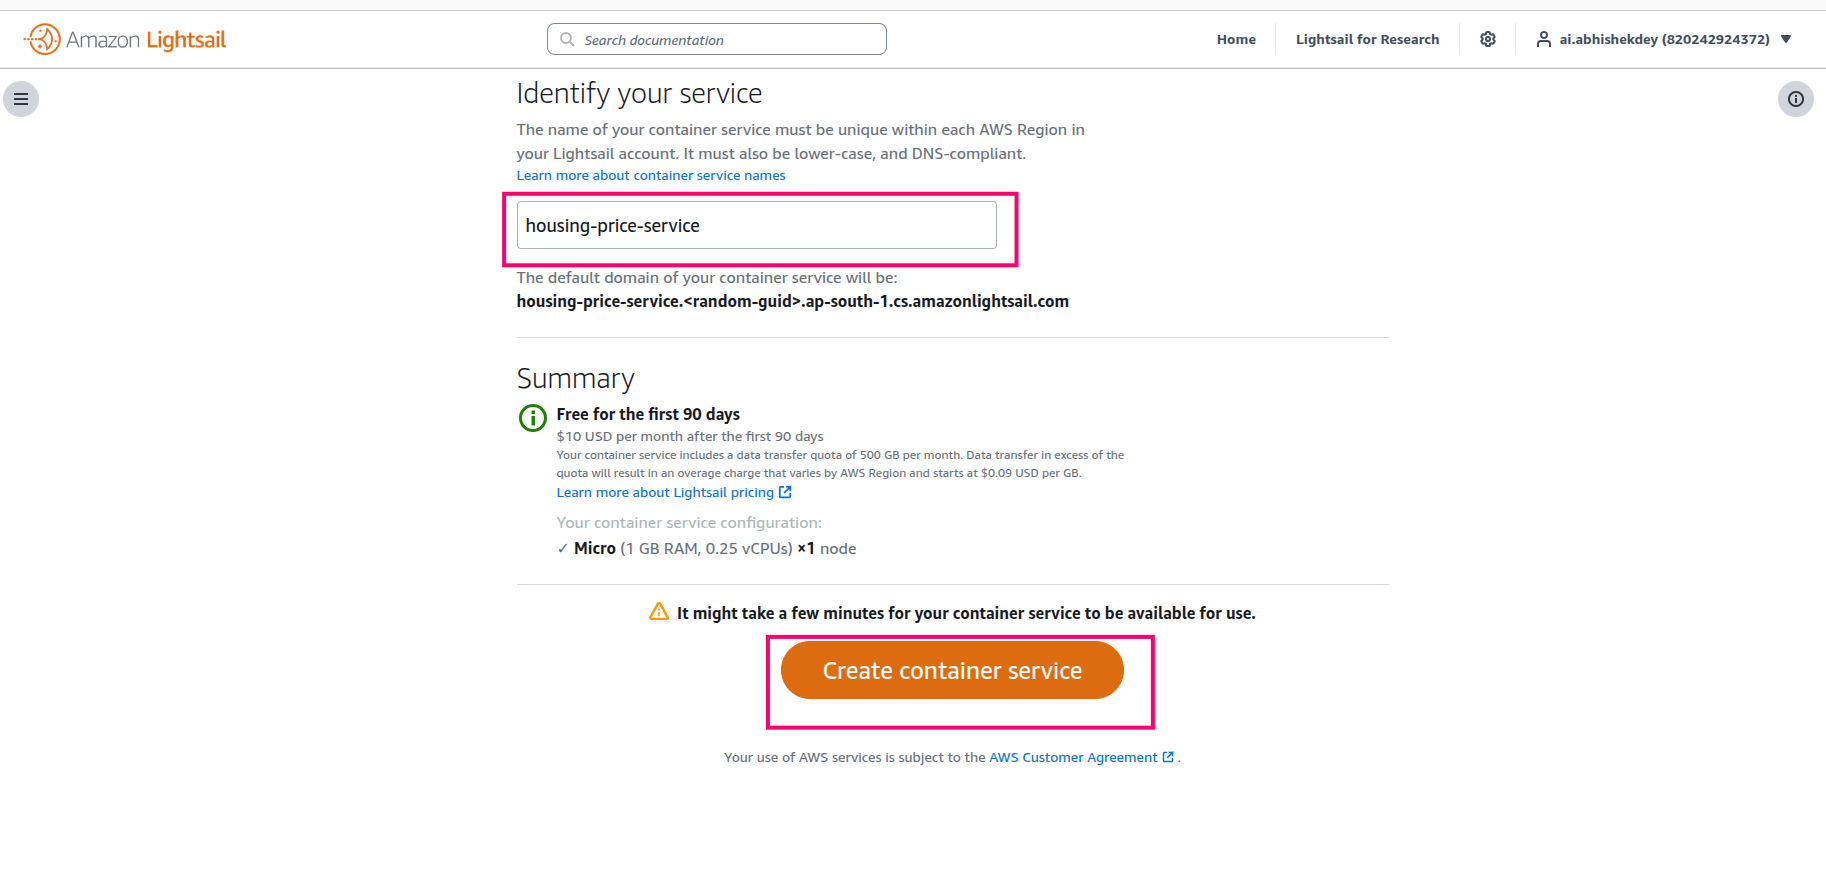 Amazon Lightsail
Search documentation
Home
Lightsail for Research
ai.abhishekdey (820242924372)
Identify your service
The name of your container service must be unique within each AWS Region in
your Lightsail account. It must also be lower-case, and DNS-compliant.
Learn more about container service names
housing-price-service
The default domain of your container service will be:
housing-price-service.<random-guid>.ap-south-1.cs.amazonlightsail.com
Summary
Free for the first 90 days
$10 USD per month after the first 90 days
Your container service includes a data transfer quota of 500 GB per month. Data transfer in excess of the
quota will result in an overage charge that varies by AWS Region and starts at $0.09 USD per GB.
Learn more about Lightsail pricing
Your container service configuration:
✓ Micro (1 GB RAM, 0.25 vCPUs) ×1 node
It might take a few minutes for your container service to be available for use.
Create container service
Your use of AWS services is subject to the AWS Customer Agreement .